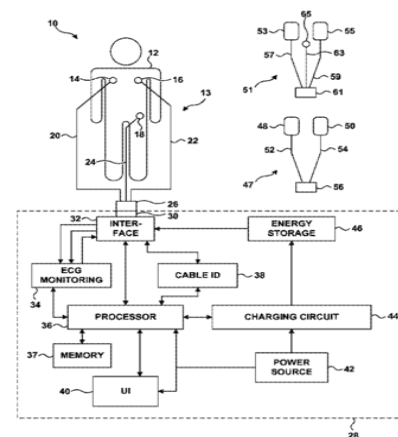 10
12
14
16
13
18
20
24
22
26
30
32
INTER-
FACE
ECG
MONITORING
34
CABLE ID
38
PROCESSOR
36
37
MEMORY
40
UI
ENERGY
STORAGE
46
CHARGING CIRCUIT
44
POWER
SOURCE
42
28
65
53
55
57
63
59
51
61
48
50
52
54
47
56